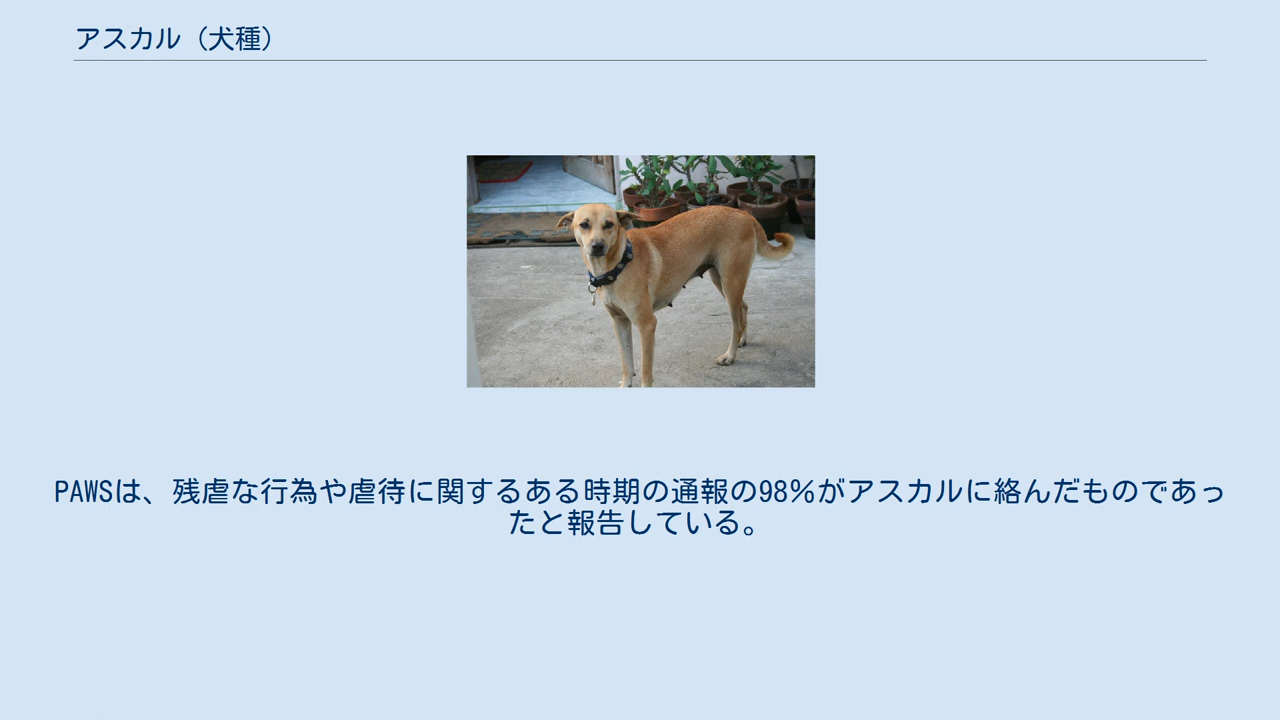 アスカル（犬種）
PAWSは、残虐な行為や虐待に関するある時期の通報の98％がアスカルに絡んだものであっ
たと報告している。